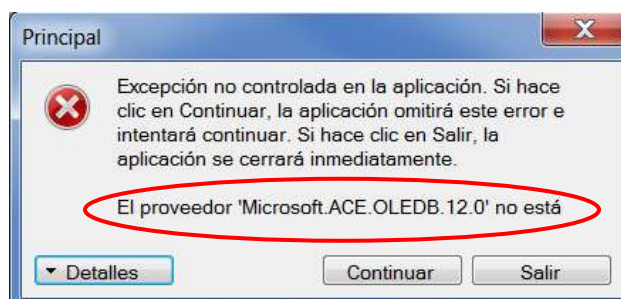 Principal
Excepción no controlada en la aplicación. Si hace
clic en Continuar, la aplicación omitirá este error e
intentará continuar. Si hace clic en Salir, la
aplicación se cerrará inmediatamente.
El proveedor 'Microsoft.ACE.OLEDB.12.0' no está
Detalles
Continuar
Salir